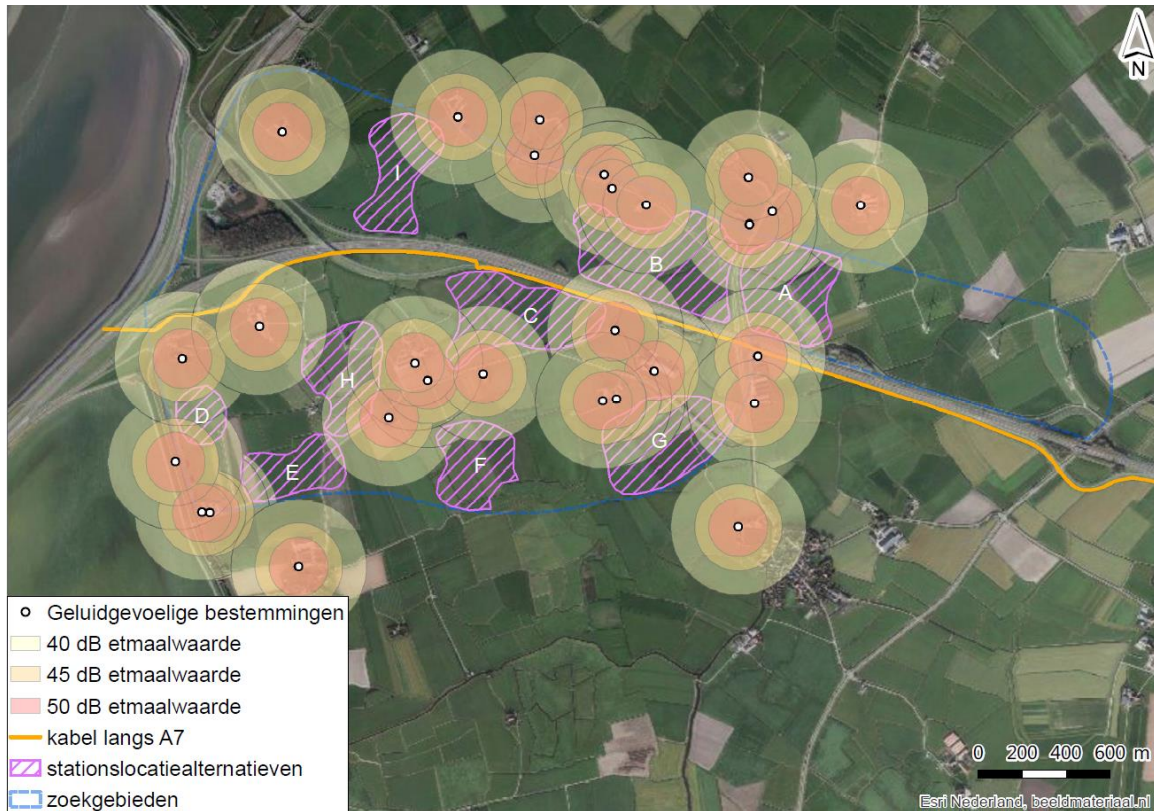 N
I
B
A
C
H
D
G
F
E
Geluidgevoelige bestemmingen
40 dB etmaalwaarde
45 dB etmaalwaarde
50 dB etmaalwaarde
kabel langs A7
stationslocatiealternatieven
zoekgebieden
0 200 400 600 m
Esri Nederland, beeldmateriaal.nl